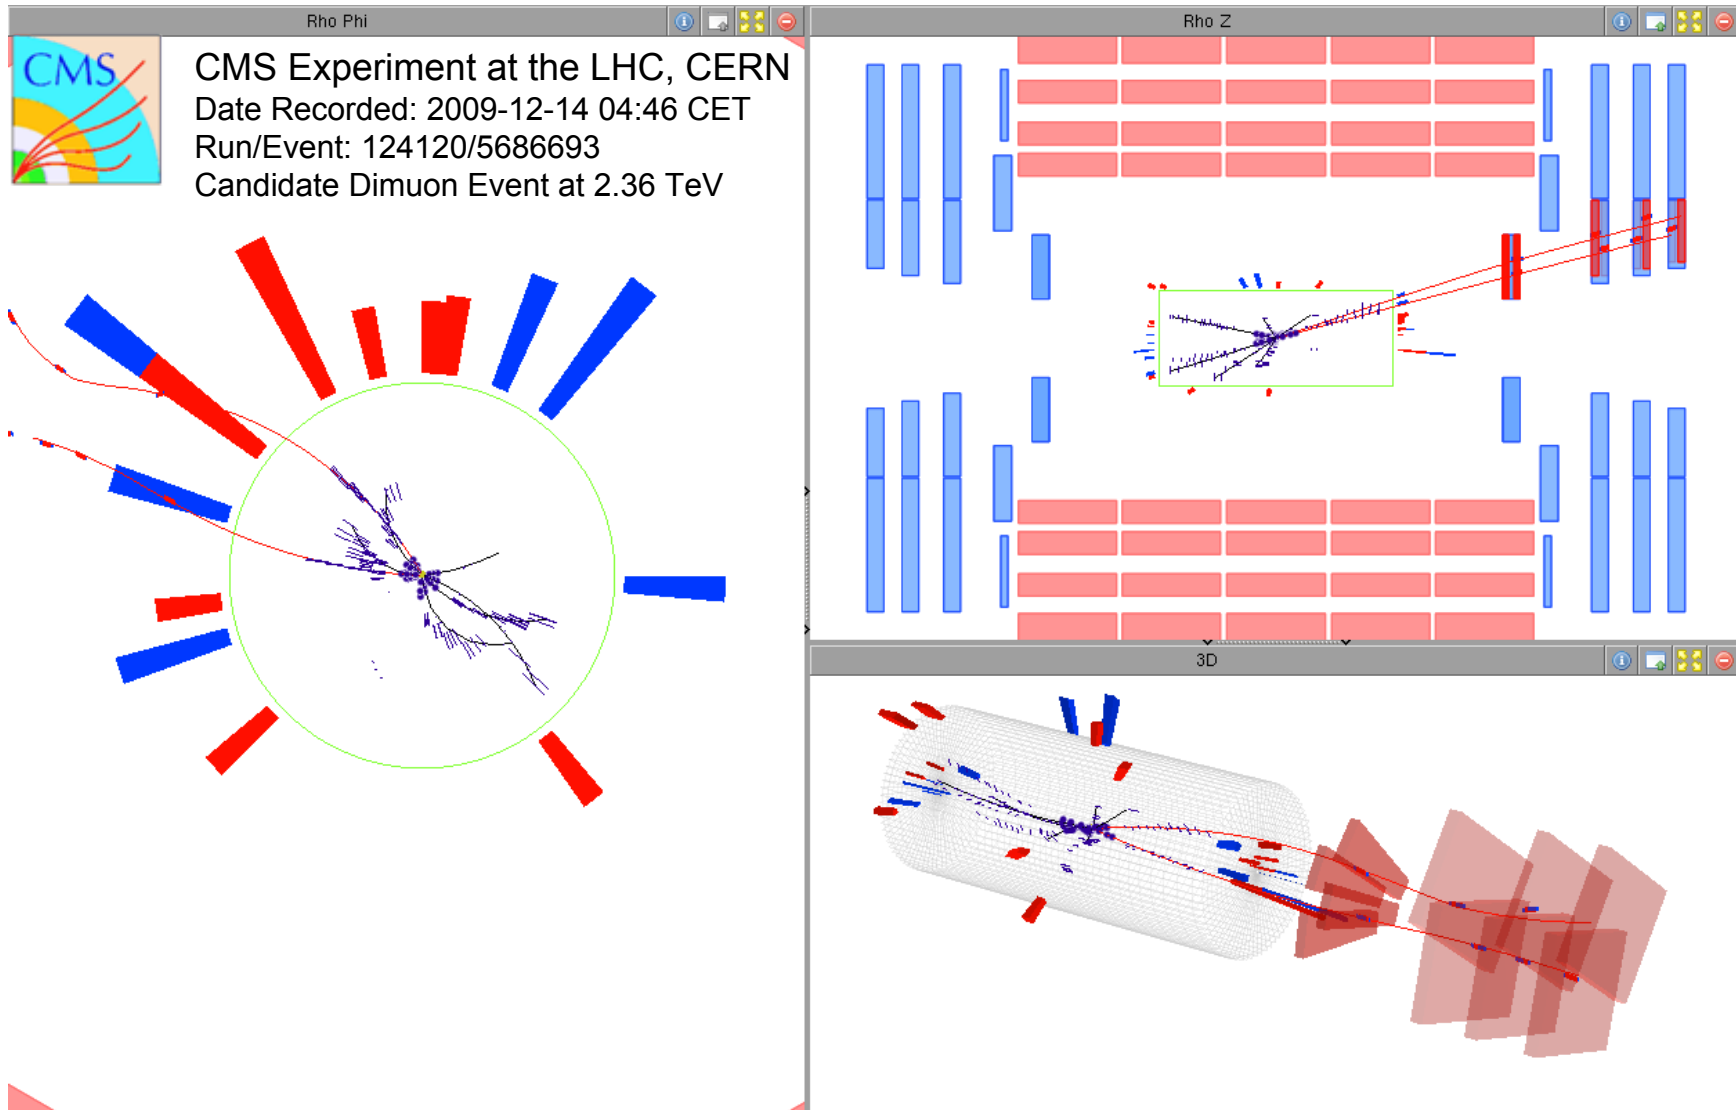 Rho Phi
CMS
CMS Experiment at the LHC, CERN
Date Recorded: 2009-12-14 04:46 CET
Run/Event: 124120/5686693
Candidate Dimuon Event at 2.36 TeV
Rho Z
3D